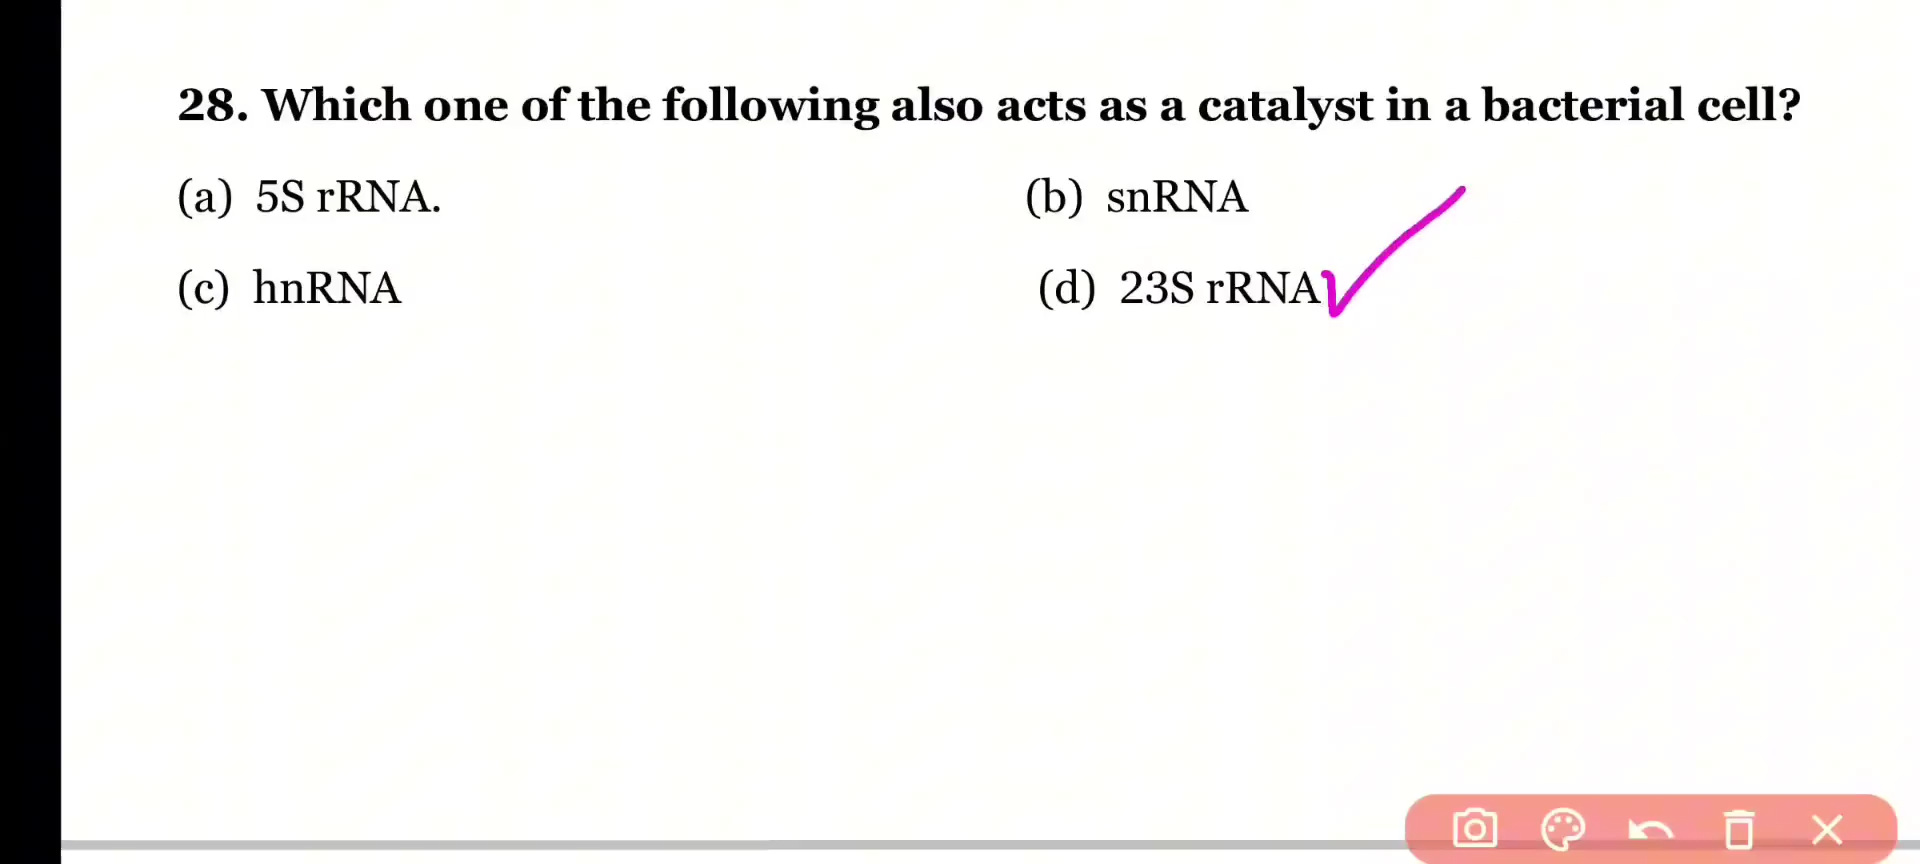 28. Which one of the following also acts as a catalyst in a bacterial cell?
(a) 5S rRNA. (b) snRNA
(c) hnRNA (d) 23S rRNA